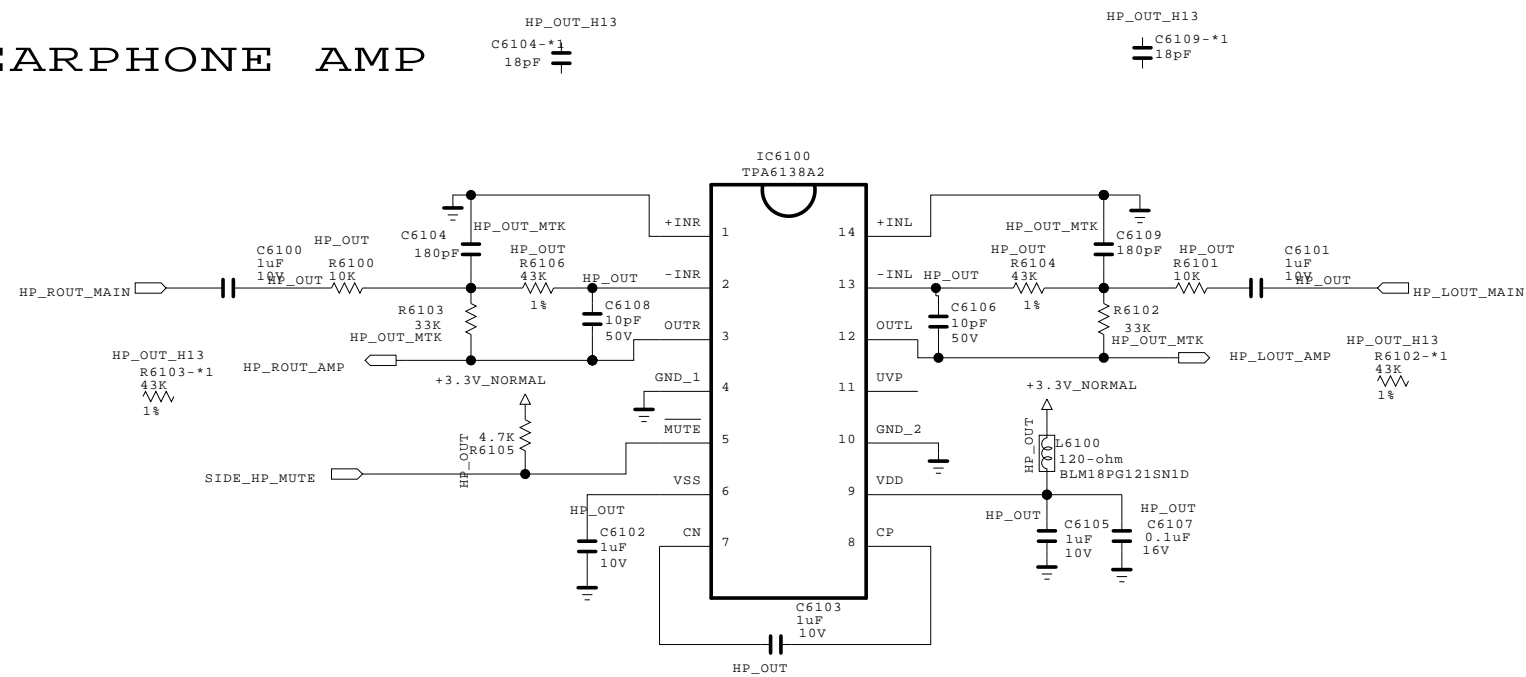 HP_OUT_H13
C6104-*1
18pF
HP_OUT_H13
C6109-*1
18pF
EARPHONE AMP
IC6100
TPA6138A2
+INR
1
14
+INL
HP_OUT_MTK
C6104
180pF
HP_OUT_MTK
C6109
180pF
HP_OUT
C6100
1uF
10V
HP_OUT
R6100
10K
HP_OUT
R6106
43K
1%
HP_OUT
-INR
2
13
-INL
HP_OUT
HP_OUT
R6104
43K
1%
HP_OUT
R6101
10K
C6101
1uF
10V
HP_OUT
HP_ROUT_MAIN
HP_LOUT_MAIN
R6103
33K
HP_OUT_MTK
C6108
10pF
50V
OUTR
3
12
OUTL
C6106
10pF
50V
R6102
33K
HP_OUT_MTK
HP_OUT_H13
R6103-*1
43K
1%
HP_ROUT_AMP
HP_LOUT_AMP
HP_OUT_H13
R6102-*1
43K
1%
+3.3V_NORMAL
GND_1
4
11
UVP
+3.3V_NORMAL
HP_OUT
4.7K
R6105
MUTE
5
10
GND_2
HP_OUT
L6100
120-ohm
BLM18PG121SN1D
SIDE_HP_MUTE
VSS
6
9
VDD
HP_OUT
C6102
1uF
10V
HP_OUT
C6105
1uF
10V
HP_OUT
C6107
0.1uF
16V
CN
7
8
CP
C6103
1uF
10V
HP_OUT